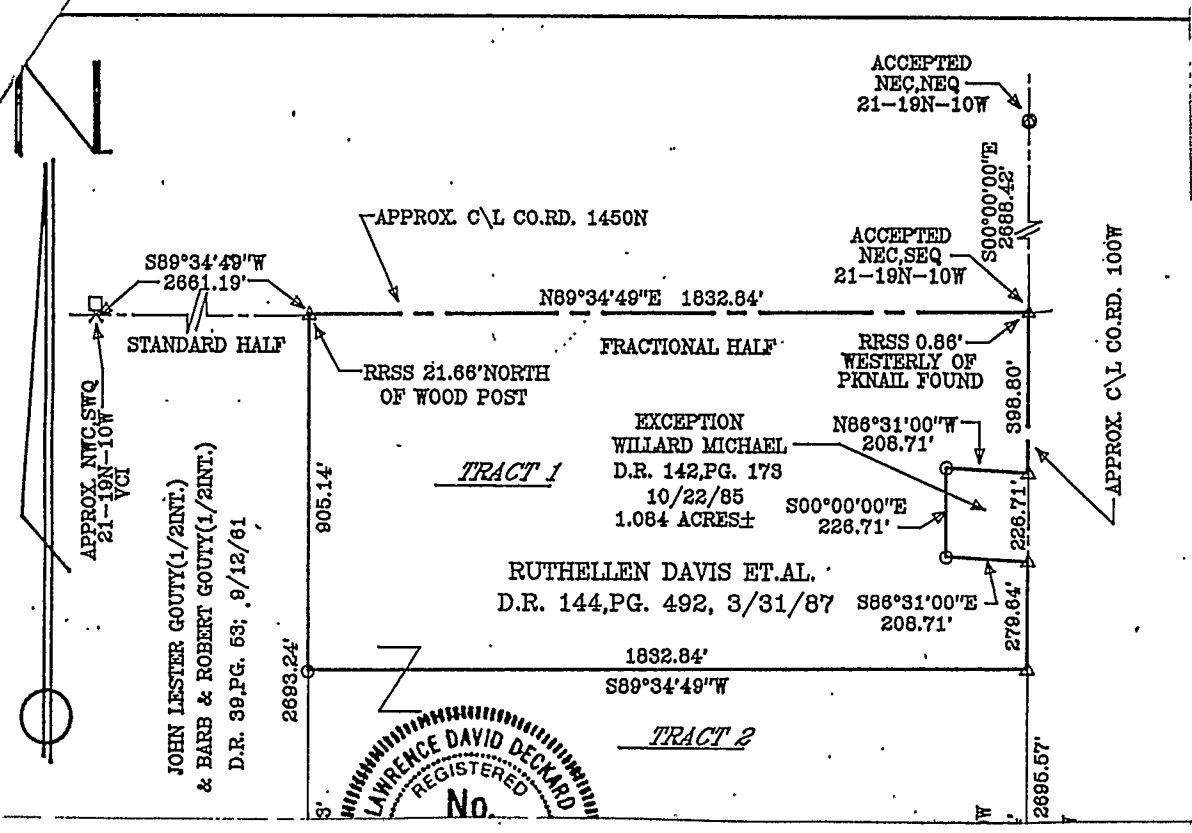 ACCEPTED
NEC,NEQ
21-19N-10W
S00°00'00"E
2688.42'
APPROX. C\L CO.RD. 1450N
S89°34'49"W
2661.19'
ACCEPTED
NEC,SEQ
21-19N-10W
N89°34'49"E 1832.84'
STANDARD HALF
FRACTIONAL HALF
RRSS 21.66'NORTH
OF WOOD POST
RRSS 0.86'
WESTERLY OF
PKNAIL FOUND
APPROX. C\L CO.RD. 100W
398.80'
APPROX. NWC,SWQ
21-19N-10W
VCI
EXCEPTION
WILLARD MICHAEL
D.R. 142,PG. 173
10/22/85
1.084 ACRES±
N86°31'00"W
208.71'
TRACT 1
905.14'
S00°00'00"E
226.71'
226.71'
JOHN LESTER GOUTY(1/2INT.)
& BARB & ROBERT GOUTY(1/2INT.)
D.R. 39,PG. 53; 9/12/61
RUTHELLEN DAVIS ET.AL.
D.R. 144,PG. 492, 3/31/87
S86°31'00"E
208.71'
279.64'
1832.84'
S89°34'49"W
2693.24'
TRACT 2
LAWRENCE DAVID DECKARD
REGISTERED
No.
2695.57'